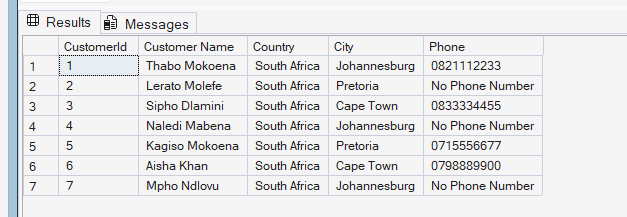 Results Messages
CustomerId Customer Name Country City Phone
1 1 Thabo Mokoena South Africa Johannesburg 0821112233
2 2 Lerato Molefe South Africa Pretoria No Phone Number
3 3 Sipho Dlamini South Africa Cape Town 0833334455
4 4 Naledi Mabena South Africa Johannesburg No Phone Number
5 5 Kagiso Mokoena South Africa Pretoria 0715556677
6 6 Aisha Khan South Africa Cape Town 0798889900
7 7 Mpho Ndlovu South Africa Johannesburg No Phone Number